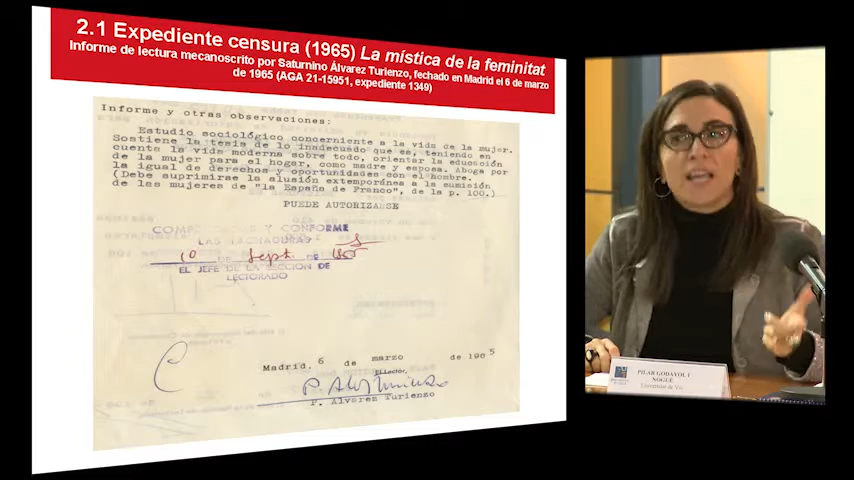 2.1 Expediente censura (1965) La mística de la feminitat
Informe de lectura mecanoscrito por Saturnino Álvarez Turienzo, fechado en Madrid el 6 de marzo
de 1965 (AGA 21-15951, expediente 1349)
Informe y otras observaciones:
Estudio sociológico concerniente a la vida de la mujer.
Sostiene la tesis de lo inadecuado que es, teniendo en
cuenta la vida moderna sobre todo, orientar la educación
de la mujer para el hogar, como madre y esposa. Aboga por
la igual de derechos y oportunidades con el hombre.
(Debe suprimirse la alusión extemporánea a la sumisión
de las mujeres de "la España de Franco", de la p. 100.)
PUEDE AUTORIZARSE
Y CONFORME
LAS TACHADURAS
10 DE Sept. DE
EL JEFE DE LA SECCIÓN DE
LECTORADO
C
Madrid, 6 de marzo de 1965
El Lector,
P. Alvarez Turienzo
PILAR GODAYOL I
NOGUÉ
Universitat de Vic